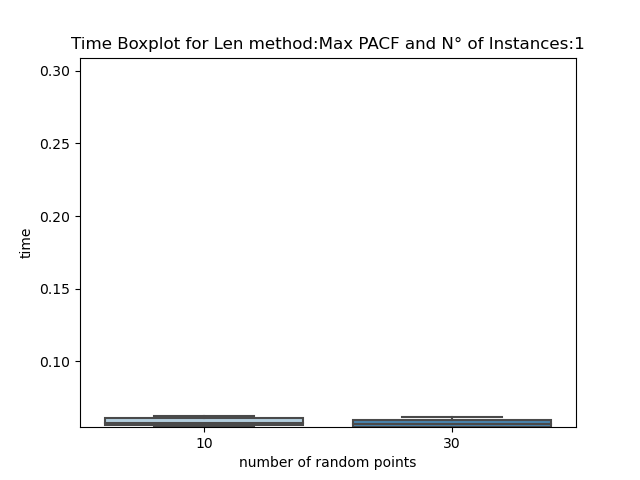 Time Boxplot for Len method:Max PACF and N° of Instances:1
0.30
0.25
0.20
0.15
0.10
time
10
30
number of random points